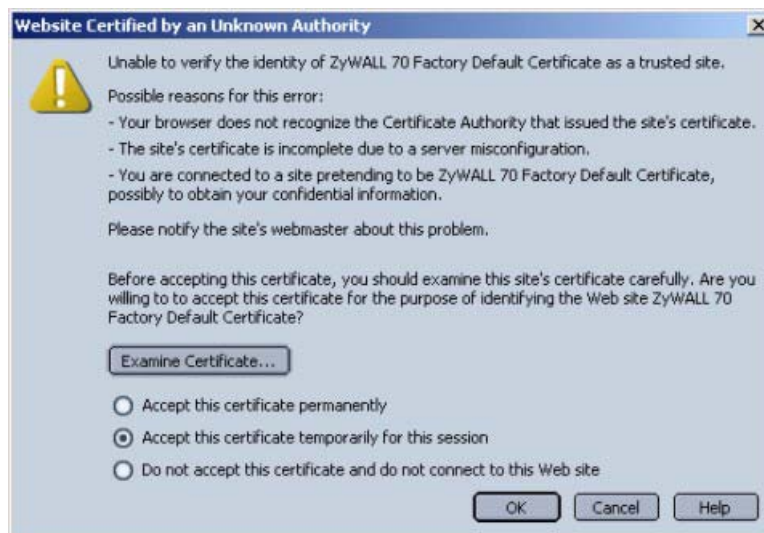 Website Certified by an Unknown Authority
Unable to verify the identity of ZyWALL 70 Factory Default Certificate as a trusted site.
Possible reasons for this error:
- Your browser does not recognize the Certificate Authority that issued the site's certificate.
- The site's certificate is incomplete due to a server misconfiguration.
- You are connected to a site pretending to be ZyWALL 70 Factory Default Certificate,
possibly to obtain your confidential information.
Please notify the site's webmaster about this problem.
Before accepting this certificate, you should examine this site's certificate carefully. Are you
willing to to accept this certificate for the purpose of identifying the Web site ZyWALL 70
Factory Default Certificate?
Examine Certificate...
Accept this certificate permanently
Accept this certificate temporarily for this session
Do not accept this certificate and do not connect to this Web site
OK Cancel Help